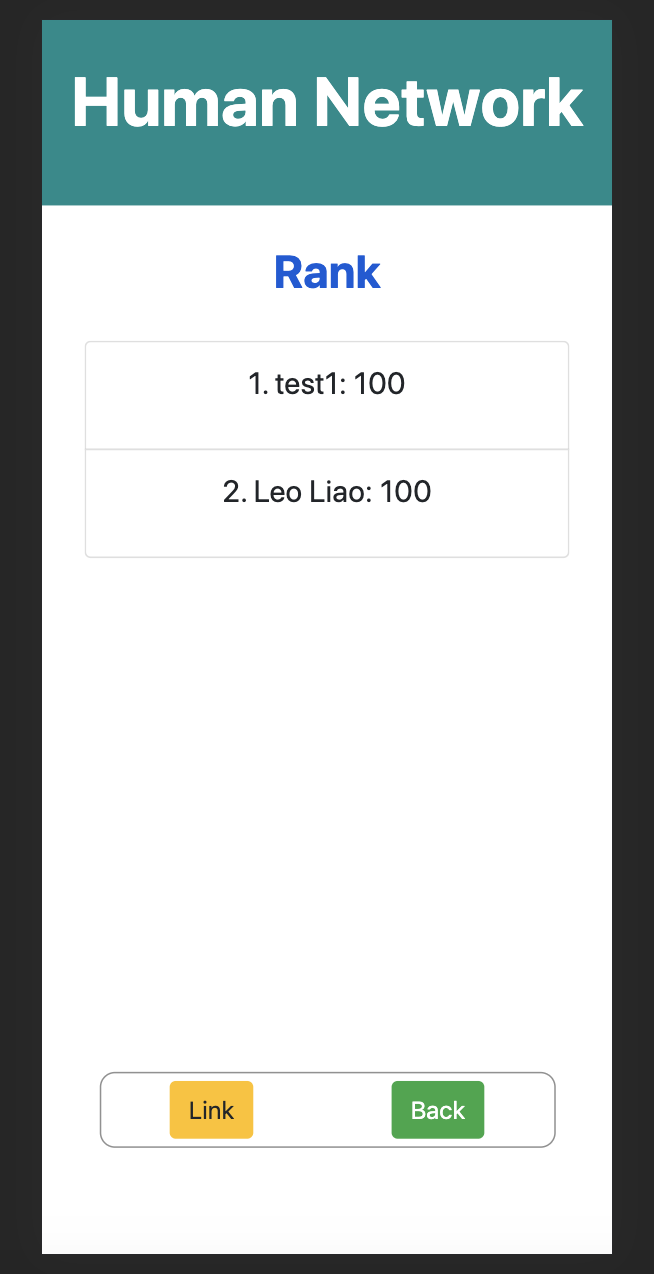 Human Network
Rank
1. test1: 100
2. Leo Liao: 100
Link
Back